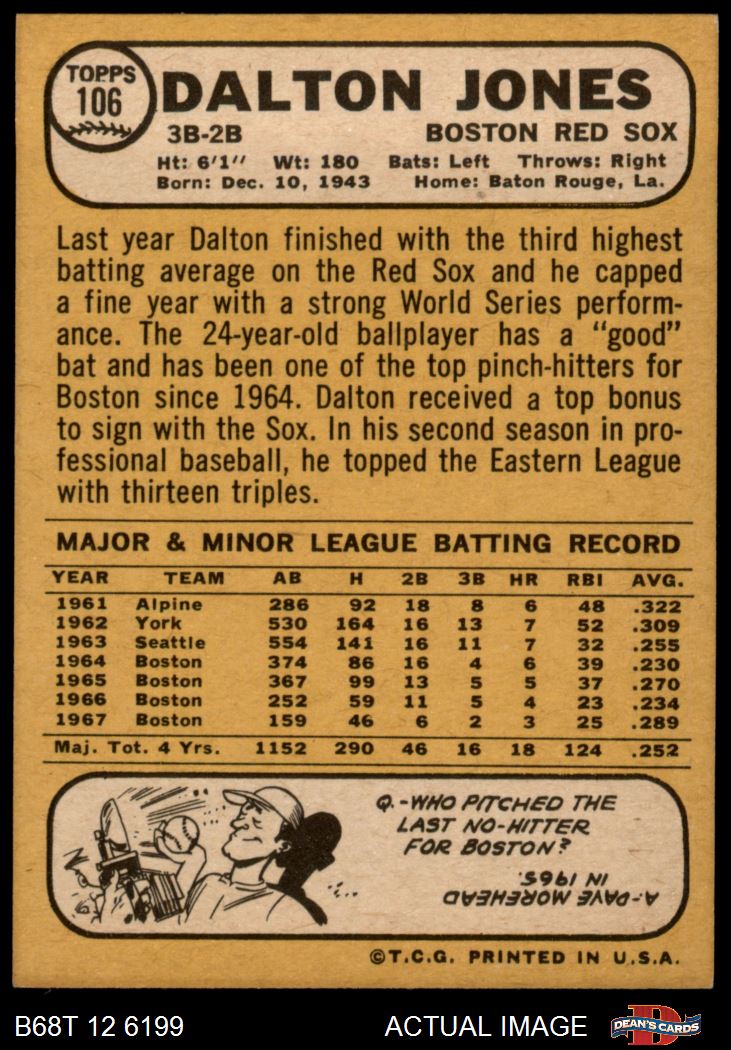 TOPPS
106
DALTON JONES
3B-2B BOSTON RED SOX
Ht: 6'1" Wt: 180 Bats: Left Throws: Right
Born: Dec. 10, 1943 Home: Baton Rouge, La.
Last year Dalton finished with the third highest
batting average on the Red Sox and he capped
a fine year with a strong World Series perform-
ance. The 24-year-old ballplayer has a "good"
bat and has been one of the top pinch-hitters for
Boston since 1964. Dalton received a top bonus
to sign with the Sox. In his second season in pro-
fessional baseball, he topped the Eastern League
with thirteen triples.
MAJOR & MINOR LEAGUE BATTING RECORD
YEAR TEAM AB H 2B 3B HR RBI AVG.
1961 Alpine 286 92 18 8 6 48 .322
1962 York 530 164 16 13 7 52 .309
1963 Seattle 554 141 16 11 7 32 .255
1964 Boston 374 86 16 4 6 39 .230
1965 Boston 367 99 13 5 5 37 .270
1966 Boston 252 59 11 5 4 23 .234
1967 Boston 159 46 6 2 3 25 .289
Maj. Tot. 4 Yrs. 1152 290 46 16 18 124 .252
Q.-WHO PITCHED THE
LAST NO-HITTER
FOR BOSTON?
A.-DAVE MOREHEAD
IN 1965.
©T.C.G. PRINTED IN U.S.A.
B68T 12 6199 ACTUAL IMAGE
DEAN'S CARDS